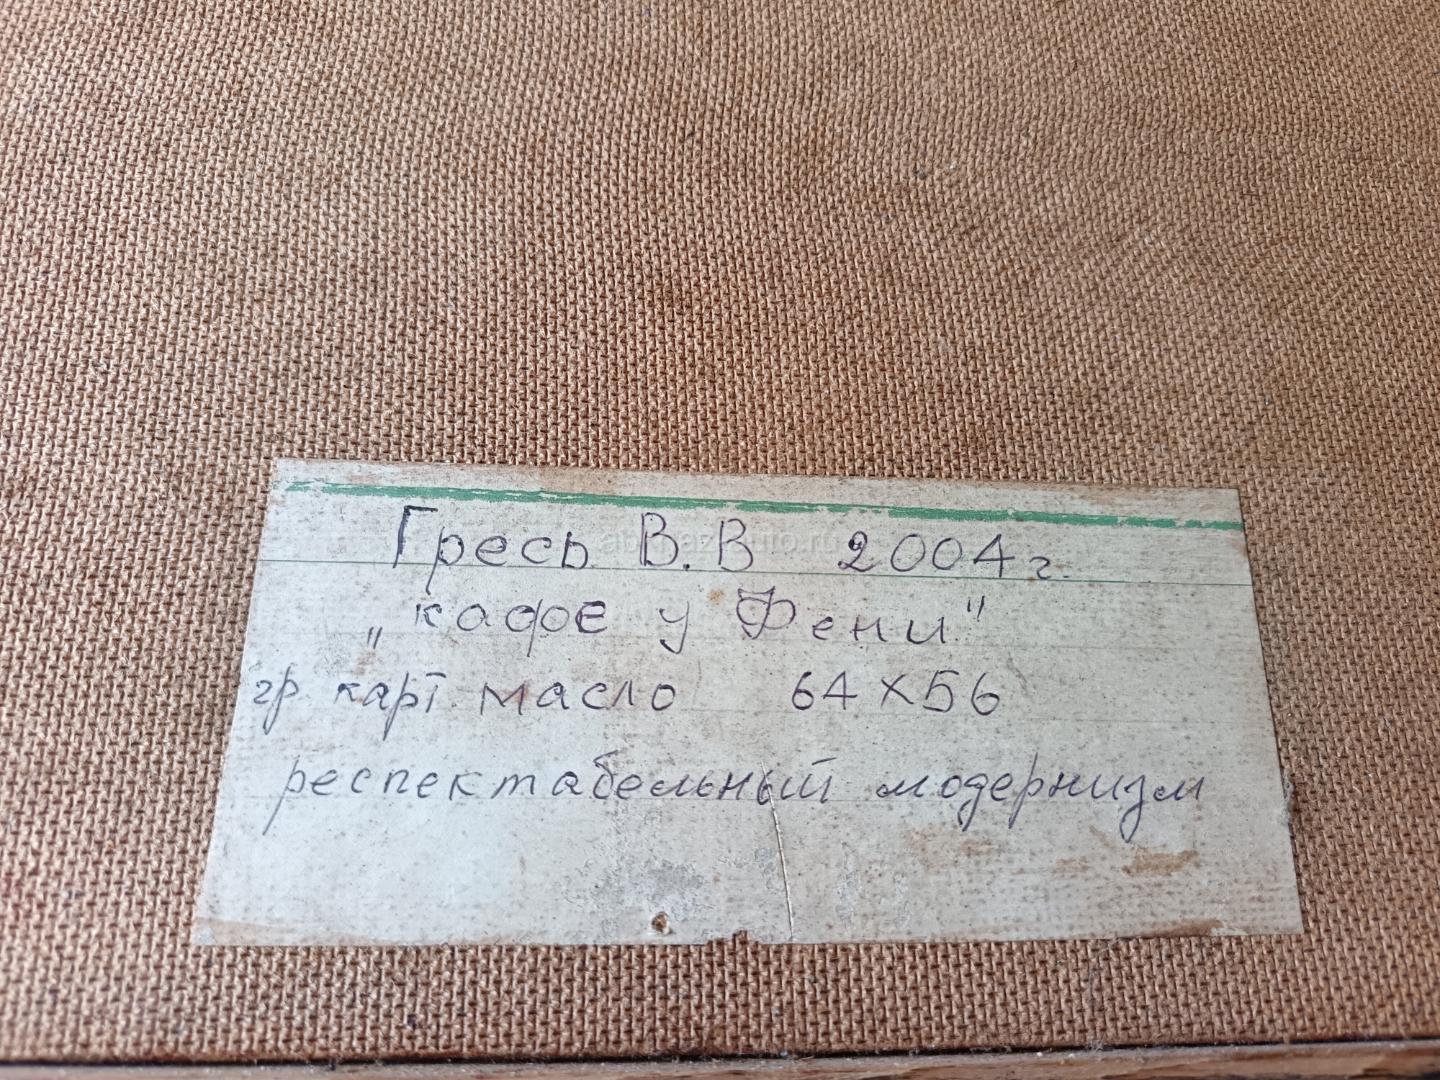 Гресь В.В 2004г.
„кафе у Фени"
гр. карт. масло 64х56
респектабельный модернизм